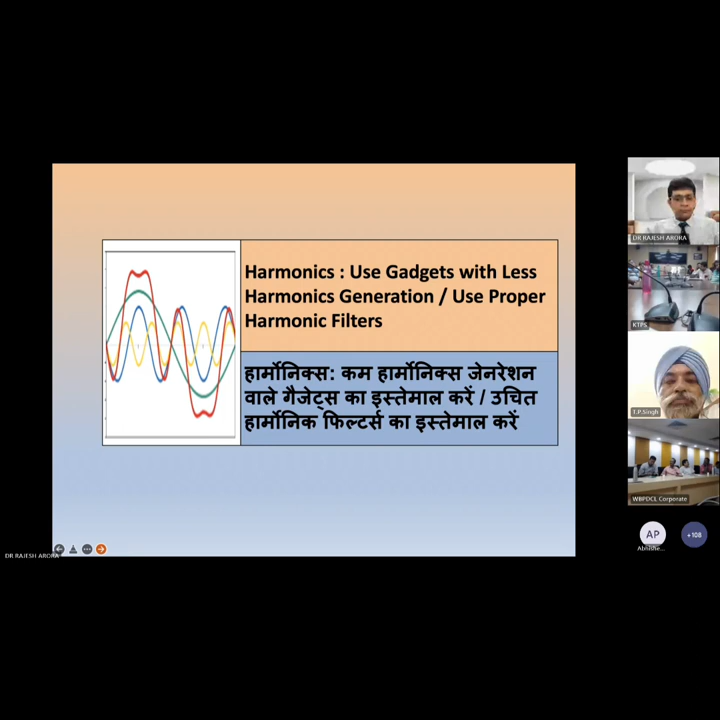 Harmonics : Use Gadgets with Less
Harmonics Generation / Use Proper
Harmonic Filters
हार्मोनिक्स: कम हार्मोनिक्स जेनरेशन
वाले गैजेट्स का इस्तेमाल करें / उचित
हार्मोनिक फिल्टर्स का इस्तेमाल करें
DR RAJESH ARORA
DR RAJESH ARORA
KTPS
T.P.Singh
WBPDCL Corporate
AP
+108
Abhishe...